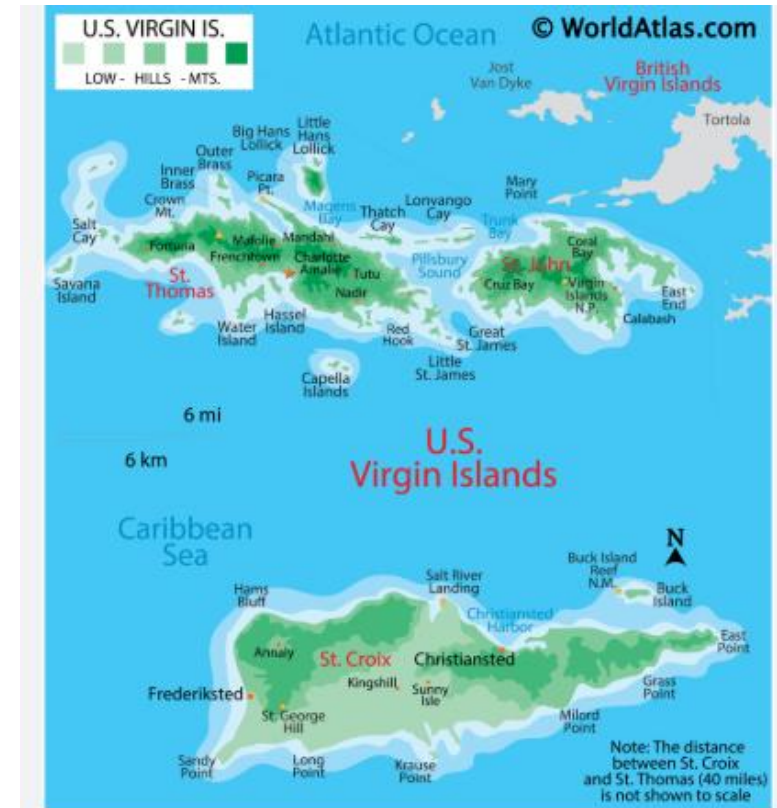 U.S. VIRGIN IS.
LOW - HILLS - MTS.
Atlantic Ocean
© WorldAtlas.com
Jost
Van Dyke
British
Virgin Islands
Tortola
Little
Hans
Lollick
Big Hans
Lollick
Outer
Brass
Inner
Brass
Picara
Pt.
Crown
Mt.
Magens
Bay
Thatch
Cay
Lonvango
Cay
Mary
Point
Trunk
Bay
Salt
Cay
Fortuna
Mafolie
Mandahl
Frenchtown
Charlotte
Amalie
Tutu
Nadir
Pillsbury
Sound
Coral
Bay
St. John
Cruz Bay
Virgin
Islands
N.P.
East
End
Calabash
Savana
Island
St.
Thomas
Water
Island
Hassel
Island
Red
Hook
Great
St. James
Little
St. James
Capella
Islands
6 mi
6 km
U.S.
Virgin Islands
Caribbean
Sea
N
Hams
Bluff
Salt River
Landing
Buck Island
Reef
N.M.
Buck
Island
Christiansted
Harbor
Annaly
St. Croix
Christiansted
East
Point
Frederiksted
Kingshill
Sunny
Isle
Grass
Point
St. George
Hill
Milord
Point
Sandy
Point
Long
Point
Krause
Point
Note: The distance
between St. Croix
and St. Thomas (40 miles)
is not shown to scale